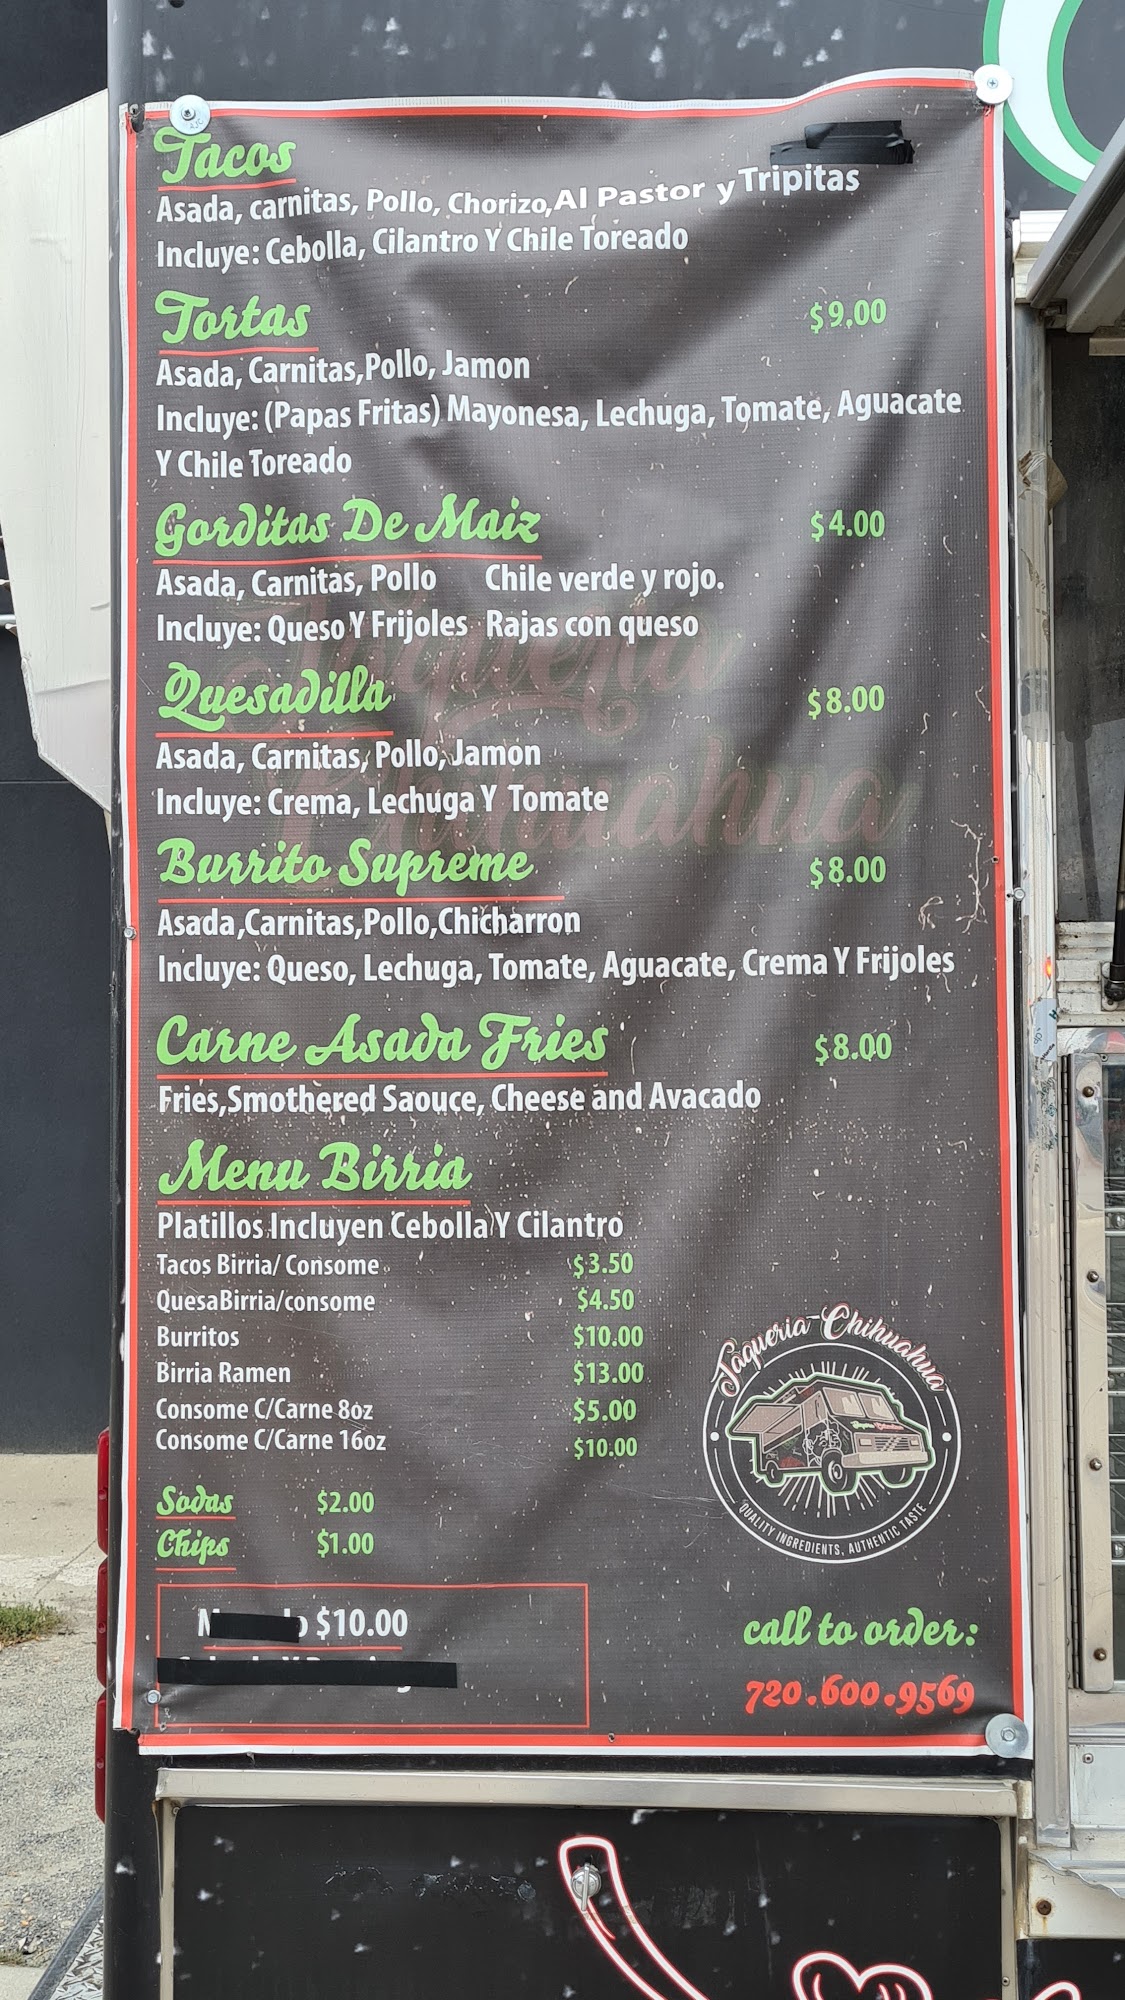 Tacos
Asada, carnitas, Pollo, Chorizo,Al Pastor y Tripitas
Incluye: Cebolla, Cilantro Y Chile Toreado
Tortas $9.00
Asada, Carnitas,Pollo, Jamon
Incluye: (Papas Fritas) Mayonesa, Lechuga, Tomate, Aguacate
Y Chile Toreado
Gorditas De Maiz $4.00
Asada, Carnitas, Pollo Chile verde y rojo.
Incluye: Queso Y Frijoles Rajas con queso
Quesadilla $8.00
Asada, Carnitas, Pollo, Jamon
Incluye: Crema, Lechuga Y Tomate
Taqueria
Chihuahua
Burrito Supreme $8.00
Asada,Carnitas,Pollo,Chicharron
Incluye: Queso, Lechuga, Tomate, Aguacate, Crema Y Frijoles
Carne Asada Fries $8.00
Fries,Smothered Saouce, Cheese and Avacado
Menu Birria
Platillos Incluyen Cebolla Y Cilantro
Tacos Birria/ Consome $3.50
QuesaBirria/consome $4.50
Burritos $10.00
Birria Ramen $13.00
Consome C/Carne 8oz $5.00
Consome C/Carne 16oz $10.00
Sodas $2.00
Chips $1.00
Taqueria-Chihuahua
QUALITY INGREDIENTS, AUTHENTIC TASTE
$10.00
call to order:
720.600.9569